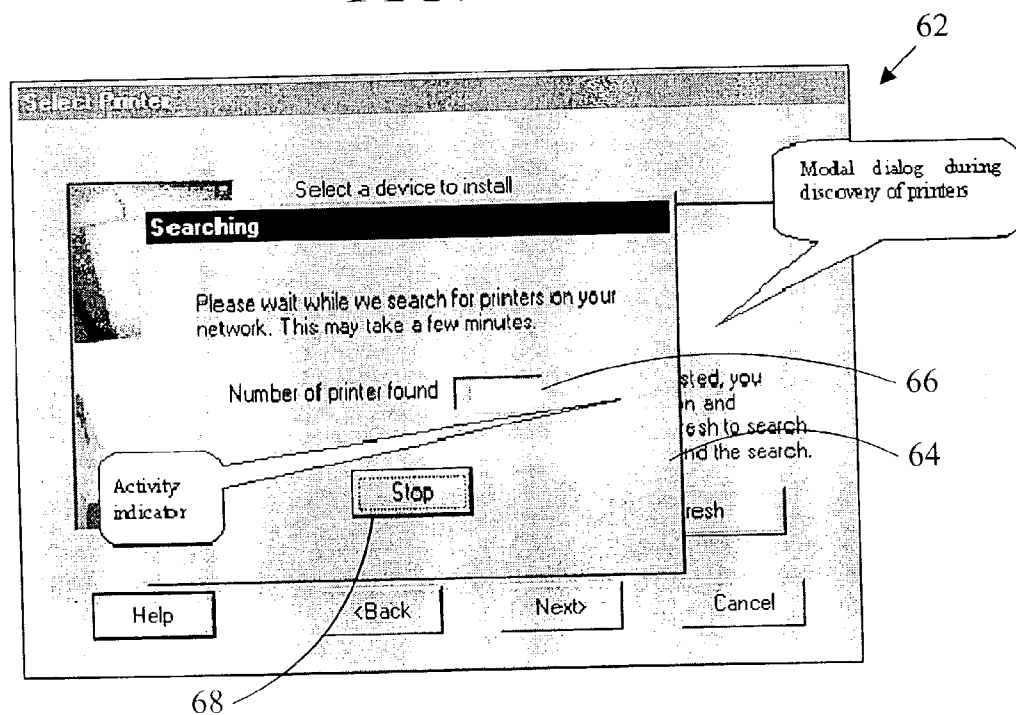 62
Select Printer
Modal dialog during
discovery of printers
Select a device to install
Searching
Please wait while we search for printers on your
network. This may take a few minutes.
Number of printer found
66
sted, you
n and
esh to search
nd the search.
64
Activity
indicator
Stop
resh
Help
<Back
Next>
Cancel
68